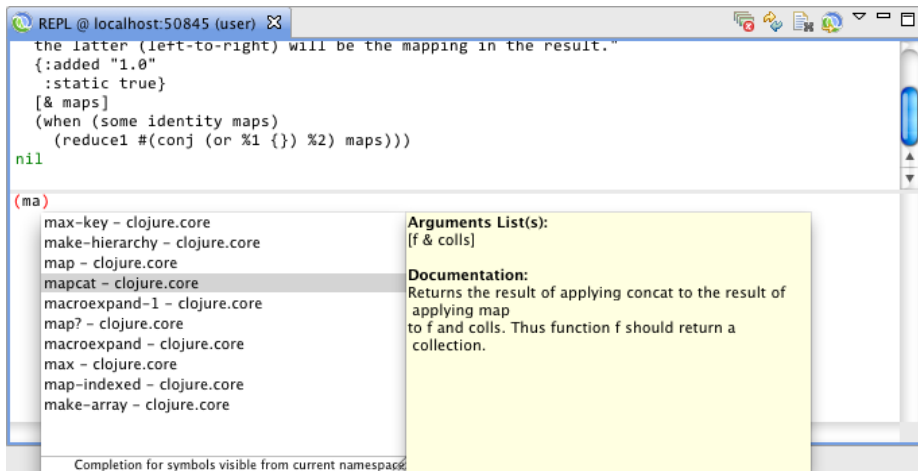 REPL @ localhost:50845 (user)
the latter (left-to-right) will be the mapping in the result."
{:added "1.0"
:static true}
[& maps]
(when (some identity maps)
(reduce1 #(conj (or %1 {}) %2) maps)))
nil
(ma)
max-key – clojure.core
make-hierarchy – clojure.core
map – clojure.core
mapcat – clojure.core
macroexpand-1 – clojure.core
map? – clojure.core
macroexpand – clojure.core
max – clojure.core
map-indexed – clojure.core
make-array – clojure.core
Completion for symbols visible from current namespace
Arguments List(s):
[f & colls]
Documentation:
Returns the result of applying concat to the result of
applying map
to f and colls. Thus function f should return a
collection.